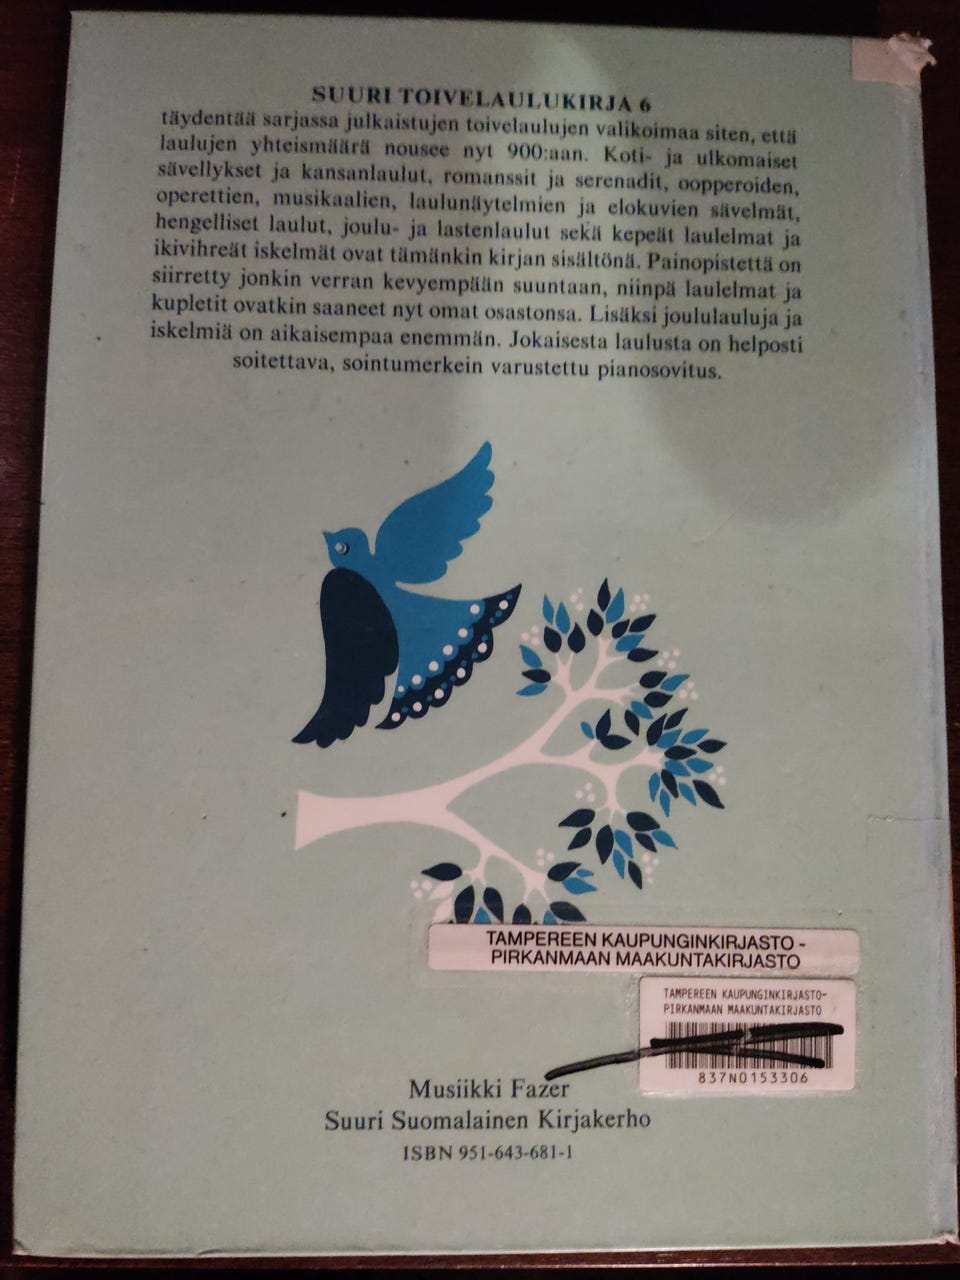 SUURI TOIVELAULUKIRJA 6
täydentää sarjassa julkaistujen toivelaulujen valikoimaa siten, että
laulujen yhteismäärä nousee nyt 900:aan. Koti- ja ulkomaiset
sävellykset ja kansanlaulut, romanssit ja serenadit, oopperoiden,
operettien, musikaalien, laulunäytelmien ja elokuvien sävelmät,
hengelliset laulut, joulu- ja lastenlaulut sekä kepeät laulelmat ja
ikivihreät iskelmät ovat tämänkin kirjan sisältönä. Painopistettä on
siirretty jonkin verran kevyempään suuntaan, niinpä laulelmat ja
kupletit ovatkin saaneet nyt omat osastonsa. Lisäksi joululauluja ja
iskelmiä on aikaisempaa enemmän. Jokaisesta laulusta on helposti
soitettava, sointumerkein varustettu pianosovitus.
TAMPEREEN KAUPUNGINKIRJASTO -
PIRKANMAAN MAAKUNTAKIRJASTO
TAMPEREEN KAUPUNGINKIRJASTO-
PIRKANMAAN MAAKUNTAKIRJASTO
837N0153306
Musiikki Fazer
Suuri Suomalainen Kirjakerho
ISBN 951-643-681-1